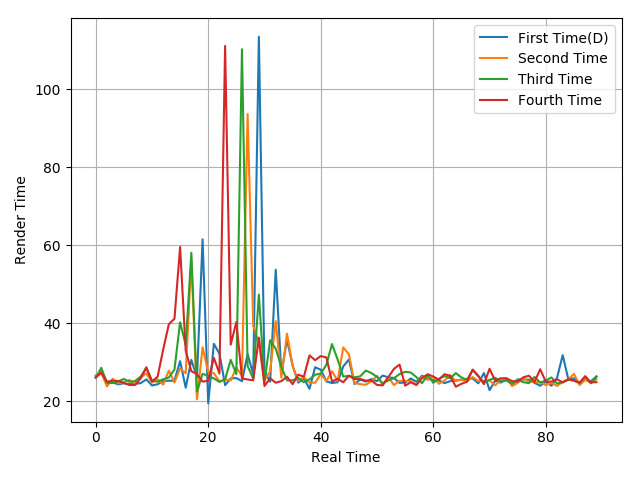 First Time(D)
Second Time
Third Time
Fourth Time
100
80
60
40
20
Render Time
0 20 40 60 80
Real Time